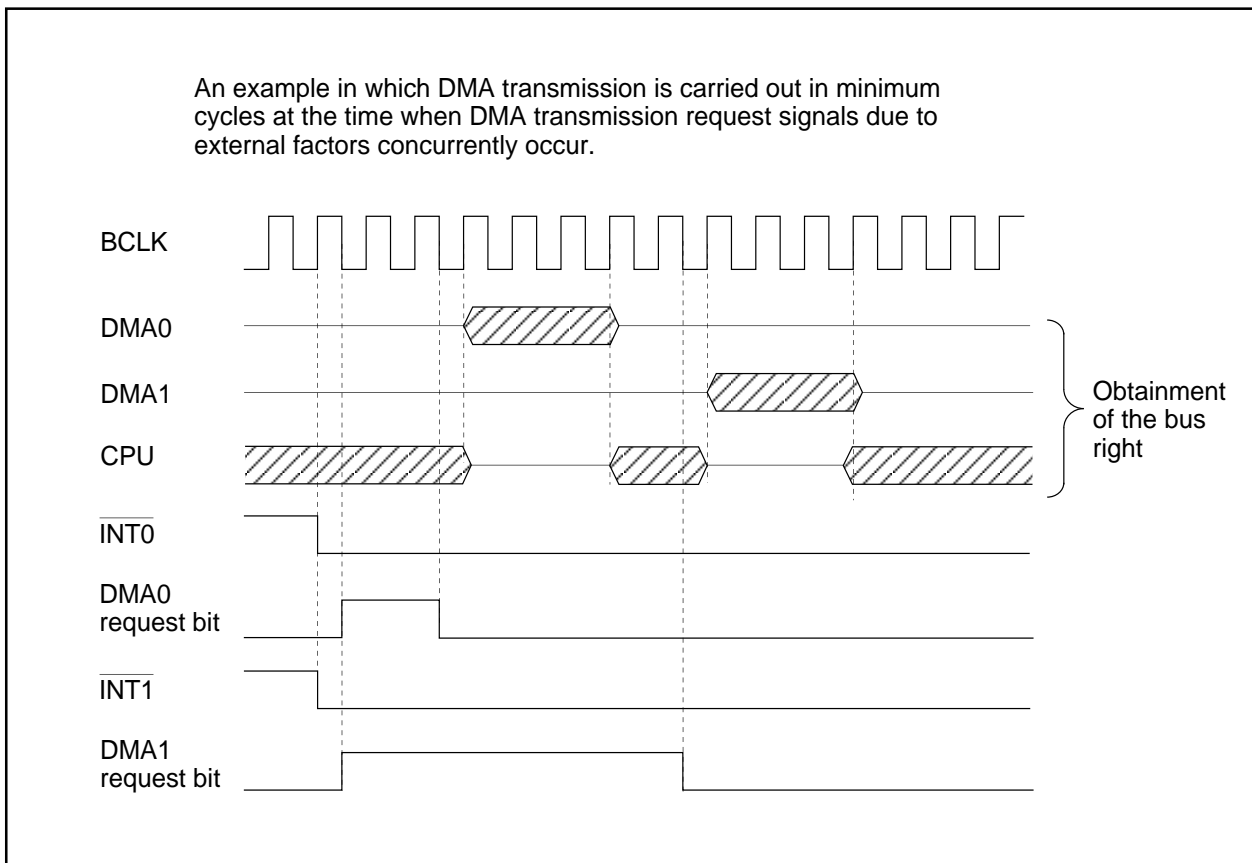 An example in which DMA transmission is carried out in minimum
cycles at the time when DMA transmission request signals due to
external factors concurrently occur.
BCLK
DMA0
DMA1
CPU
Obtainment
of the bus
right
INT0
DMA0
request bit
INT1
DMA1
request bit